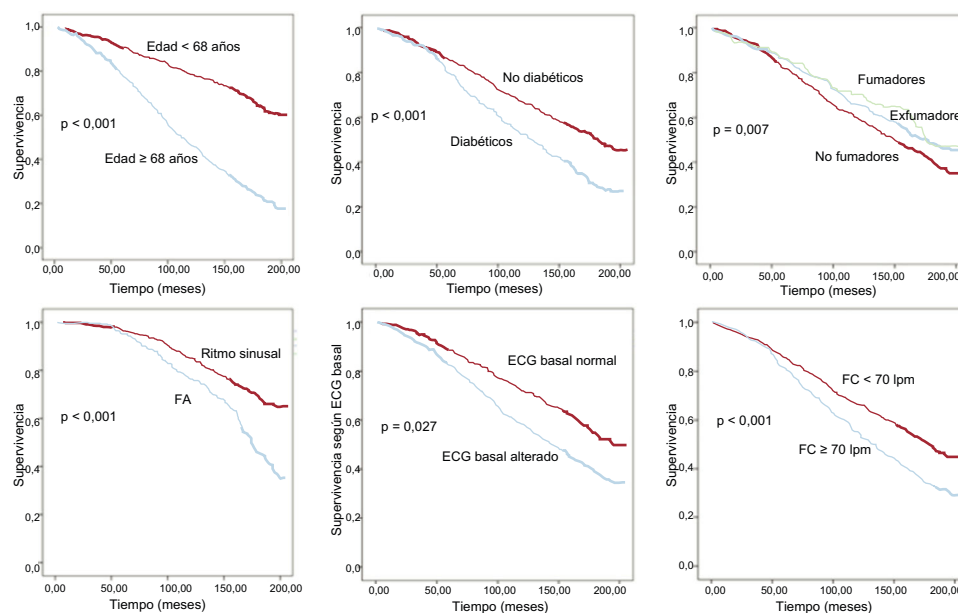 Supervivencia
1,0
0,8
0,6
0,4
0,2
0,0
Edad < 68 años
p < 0,001
Edad ≥ 68 años
0,00 50,00 100,00 150,00 200,00
Tiempo (meses)
Supervivencia
1,0
0,8
0,6
0,4
0,2
0,0
No diabéticos
p < 0,001
Diabéticos
0,00 50,00 100,00 150,00 200,00
Tiempo (meses)
Supervivencia
1,0
0,8
0,6
0,4
0,2
0,0
Fumadores
Exfumadore
p = 0,007
No fumadores
0,00 50,00 100,00 150,00 200,00
Tiempo (meses)
Supervivencia
1,0
0,8
0,6
0,4
0,2
0,0
Ritmo sinusal
FA
p < 0,001
0,00 50,00 100,00 150,00 200,00
Tiempo (meses)
Supervivencia según ECG basal
1,0
0,8
0,6
0,4
0,2
0,0
ECG basal normal
p = 0,027
ECG basal alterado
0,00 50,00 100,00 150,00 200,00
Tiempo (meses)
Supervivencia
1,0
0,8
0,6
0,4
0,2
0,0
FC < 70 lpm
p < 0,001
FC ≥ 70 lpm
0,00 50,00 100,00 150,00 200,00
Tiempo (meses)